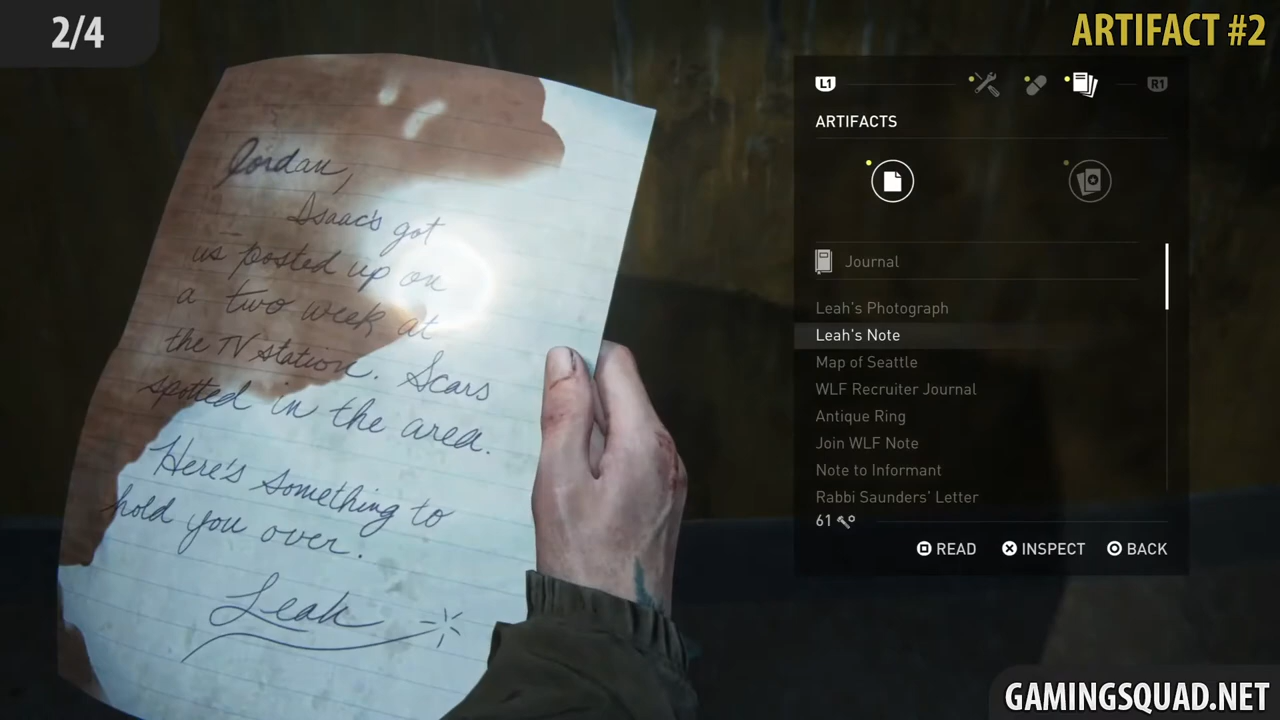 2/4
ARTIFACT #2
Jordan,
Isaac's got
us posted up on
a two week at
the TV station. Scars
spotted in the area.
Here's something to
hold you over.
Leah
L1
R1
ARTIFACTS
Journal
Leah's Photograph
Leah's Note
Map of Seattle
WLF Recruiter Journal
Antique Ring
Join WLF Note
Note to Informant
Rabbi Saunders' Letter
61
READ
INSPECT
BACK
GAMINGSQUAD.NET